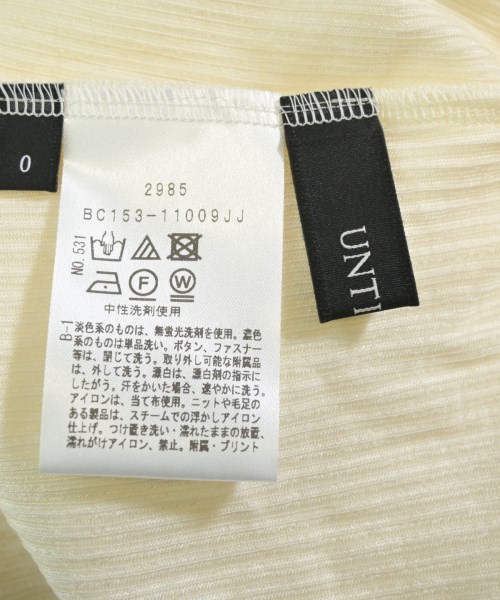 0
2985
BC153-11009JJ
NO.531
F W
中性洗剤使用
B-1
淡色系のものは、無蛍光洗剤を使用。濃色
系のものは単品洗い。ボタン、ファスナー
等は、閉じて洗う。取り外し可能な附属品
は、外して洗う。漂白は、漂白剤の指示に
したがう。汗をかいた場合、速やかに洗う。
アイロンは、当て布使用。ニットや毛足の
ある製品は、スチームでの浮かしアイロン
仕上げ。つけ置き洗い・濡れたままの放置、
濡れがけアイロン、禁止。附属・プリント
UNTI